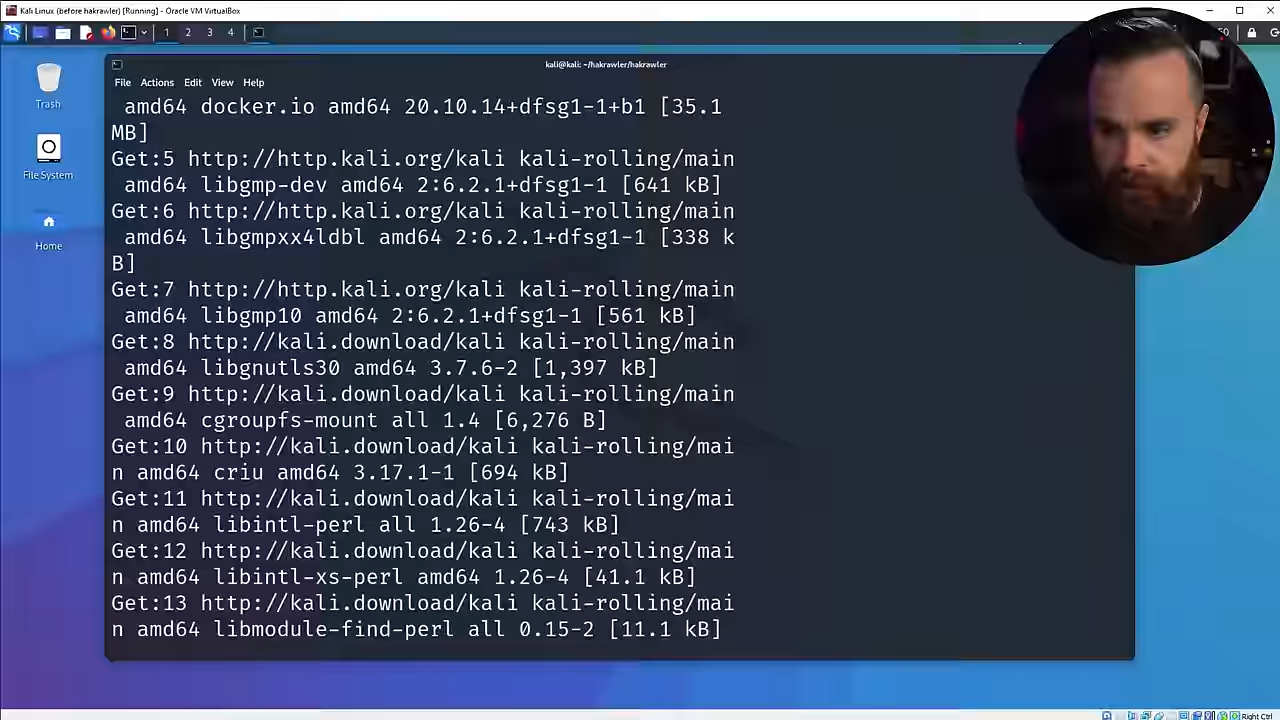 Kali Linux (before hakrawler) [Running] - Oracle VM VirtualBox
1 2 3 4
kali@kali: ~/hakrawler/hakrawler
File Actions Edit View Help
Trash
File System
Home
amd64 docker.io amd64 20.10.14+dfsg1-1+b1 [35.1
MB]
Get:5 http://http.kali.org/kali kali-rolling/main
amd64 libgmp-dev amd64 2:6.2.1+dfsg1-1 [641 kB]
Get:6 http://http.kali.org/kali kali-rolling/main
amd64 libgmpxx4ldbl amd64 2:6.2.1+dfsg1-1 [338 k
B]
Get:7 http://http.kali.org/kali kali-rolling/main
amd64 libgmp10 amd64 2:6.2.1+dfsg1-1 [561 kB]
Get:8 http://kali.download/kali kali-rolling/main
amd64 libgnutls30 amd64 3.7.6-2 [1,397 kB]
Get:9 http://kali.download/kali kali-rolling/main
amd64 cgroupfs-mount all 1.4 [6,276 B]
Get:10 http://kali.download/kali kali-rolling/mai
n amd64 criu amd64 3.17.1-1 [694 kB]
Get:11 http://kali.download/kali kali-rolling/mai
n amd64 libintl-perl all 1.26-4 [743 kB]
Get:12 http://kali.download/kali kali-rolling/mai
n amd64 libintl-xs-perl amd64 1.26-4 [41.1 kB]
Get:13 http://kali.download/kali kali-rolling/mai
n amd64 libmodule-find-perl all 0.15-2 [11.1 kB]
Right Ctrl